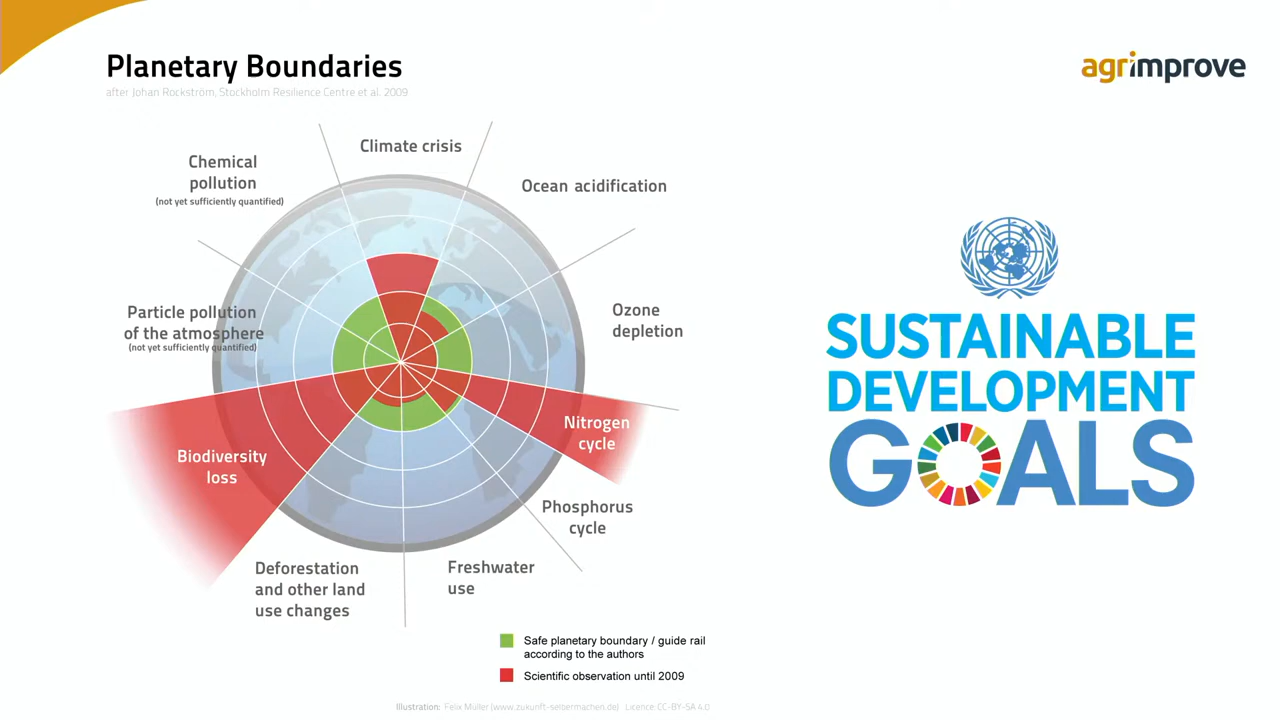 Planetary Boundaries
after Johan Rockström, Stockholm Resilience Centre et al. 2009
agrimprove
Climate crisis
Chemical
pollution
(not yet sufficiently quantified)
Ocean acidification
Particle pollution
of the atmosphere
(not yet sufficiently quantified)
Ozone
depletion
Nitrogen
cycle
Biodiversity
loss
Phosphorus
cycle
Deforestation
and other land
use changes
Freshwater
use
Safe planetary boundary / guide rail
according to the authors
Scientific observation until 2009
Illustration: Felix Müller (www.zukunft-selbermachen.de) Licence: CC-BY-SA 4.0
SUSTAINABLE
DEVELOPMENT
GOALS